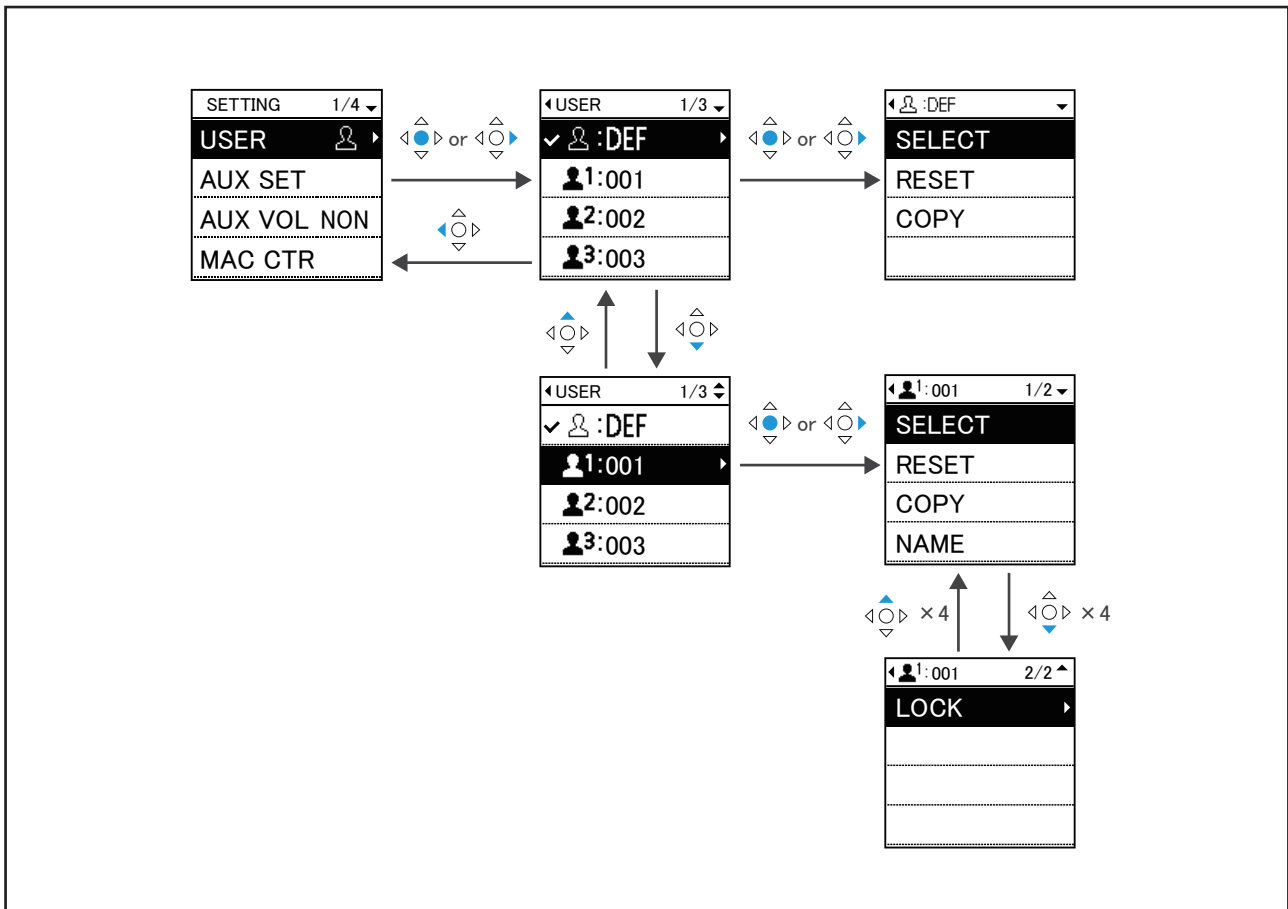 SETTING 1/4
USER
AUX SET
AUX VOL NON
MAC CTR
or
USER 1/3
:DEF
1:001
2:002
3:003
or
:DEF
SELECT
RESET
COPY
USER 1/3
:DEF
1:001
2:002
3:003
or
1:001 1/2
SELECT
RESET
COPY
NAME
×4
×4
1:001 2/2
LOCK